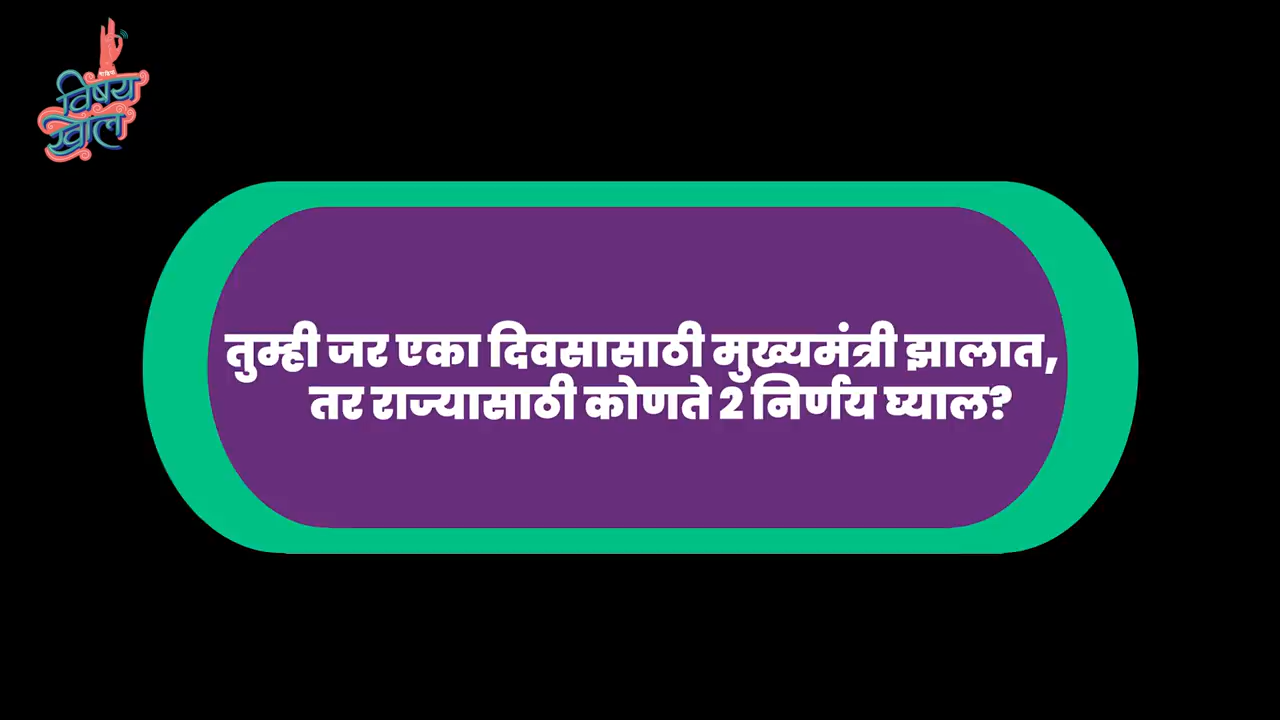 विषय
खोल
तुम्ही जर एका दिवसासाठी मुख्यमंत्री झालात,
तर राज्यासाठी कोणते 2 निर्णय घ्याल?